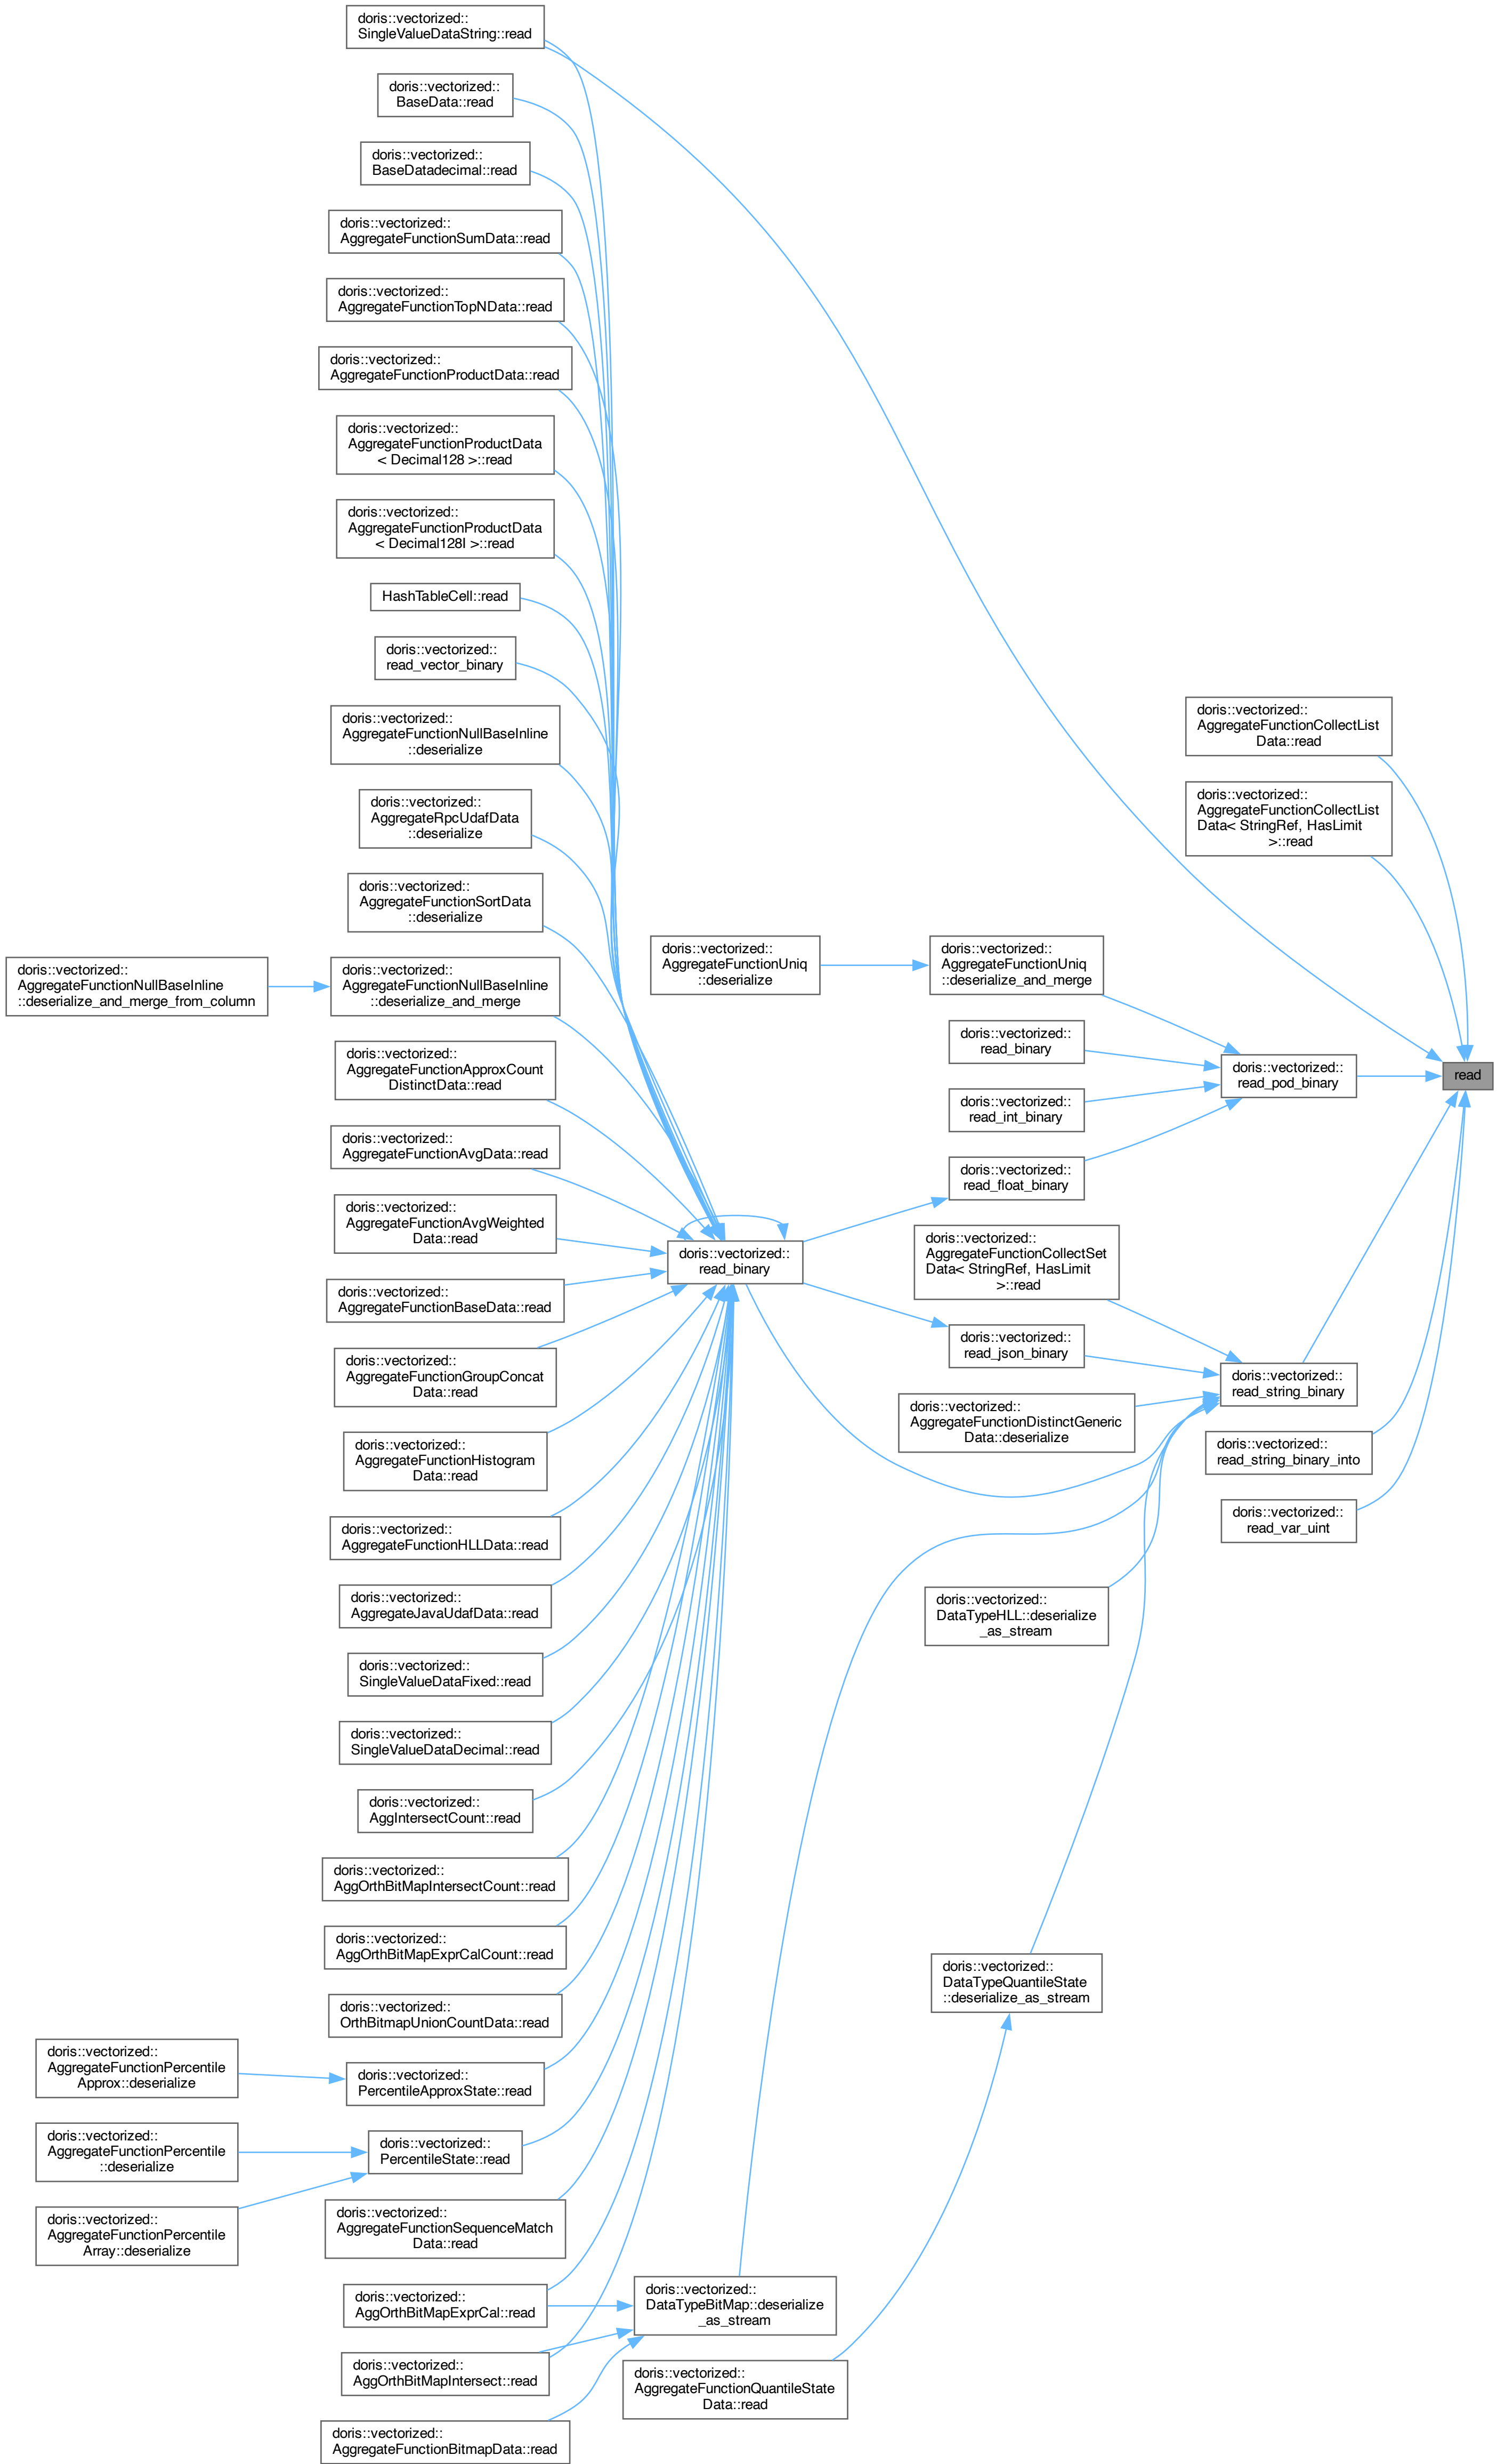 doris::vectorized::
SingleValueDataString::read
doris::vectorized::
BaseData::read
doris::vectorized::
BaseDatadecimal::read
doris::vectorized::
AggregateFunctionSumData::read
doris::vectorized::
AggregateFunctionTopNData::read
doris::vectorized::
AggregateFunctionProductData::read
doris::vectorized::
AggregateFunctionProductData
< Decimal128 >::read
doris::vectorized::
AggregateFunctionProductData
< Decimal128I >::read
HashTableCell::read
doris::vectorized::
read_vector_binary
doris::vectorized::
AggregateFunctionNullBaseInline
::deserialize
doris::vectorized::
AggregateRpcUdafData
::deserialize
doris::vectorized::
AggregateFunctionSortData
::deserialize
doris::vectorized::
AggregateFunctionNullBaseInline
::deserialize_and_merge_from_column
doris::vectorized::
AggregateFunctionNullBaseInline
::deserialize_and_merge
doris::vectorized::
AggregateFunctionApproxCount
DistinctData::read
doris::vectorized::
AggregateFunctionAvgData::read
doris::vectorized::
AggregateFunctionAvgWeighted
Data::read
doris::vectorized::
AggregateFunctionBaseData::read
doris::vectorized::
AggregateFunctionGroupConcat
Data::read
doris::vectorized::
AggregateFunctionHistogram
Data::read
doris::vectorized::
AggregateFunctionHLLData::read
doris::vectorized::
AggregateJavaUdafData::read
doris::vectorized::
SingleValueDataFixed::read
doris::vectorized::
SingleValueDataDecimal::read
doris::vectorized::
AggIntersectCount::read
doris::vectorized::
AggOrthBitMapIntersectCount::read
doris::vectorized::
AggOrthBitMapExprCalCount::read
doris::vectorized::
OrthBitmapUnionCountData::read
doris::vectorized::
AggregateFunctionPercentile
Approx::deserialize
doris::vectorized::
PercentileApproxState::read
doris::vectorized::
AggregateFunctionPercentile
::deserialize
doris::vectorized::
PercentileState::read
doris::vectorized::
AggregateFunctionPercentile
Array::deserialize
doris::vectorized::
AggregateFunctionSequenceMatch
Data::read
doris::vectorized::
AggOrthBitMapExprCal::read
doris::vectorized::
AggOrthBitMapIntersect::read
doris::vectorized::
AggregateFunctionBitmapData::read
doris::vectorized::
AggregateFunctionUniq
::deserialize
doris::vectorized::
read_binary
doris::vectorized::
DataTypeBitMap::deserialize
_as_stream
doris::vectorized::
AggregateFunctionQuantileState
Data::read
doris::vectorized::
AggregateFunctionUniq
::deserialize_and_merge
doris::vectorized::
read_binary
doris::vectorized::
read_int_binary
doris::vectorized::
read_float_binary
doris::vectorized::
AggregateFunctionCollectSet
Data< StringRef, HasLimit
>::read
doris::vectorized::
read_json_binary
doris::vectorized::
AggregateFunctionDistinctGeneric
Data::deserialize
doris::vectorized::
DataTypeHLL::deserialize
_as_stream
doris::vectorized::
DataTypeQuantileState
::deserialize_as_stream
doris::vectorized::
AggregateFunctionCollectList
Data::read
doris::vectorized::
AggregateFunctionCollectList
Data< StringRef, HasLimit
>::read
doris::vectorized::
read_pod_binary
doris::vectorized::
read_string_binary
doris::vectorized::
read_string_binary_into
doris::vectorized::
read_var_uint
read